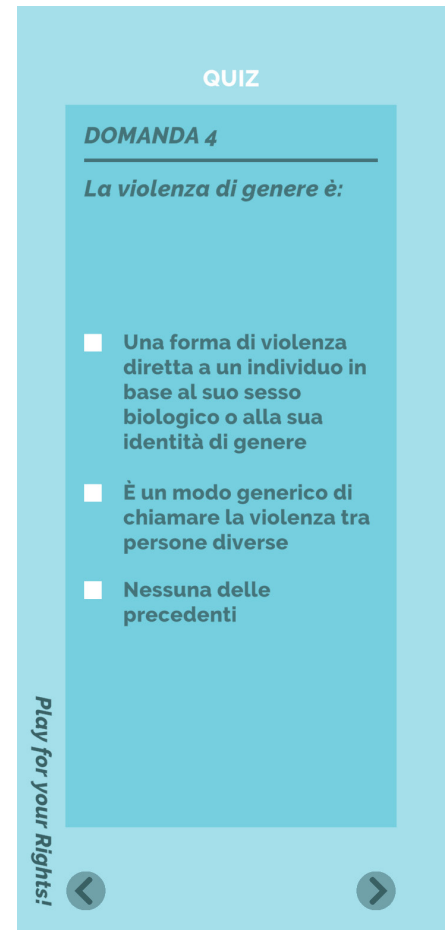 QUIZ
DOMANDA 4
La violenza di genere è:
Una forma di violenza
diretta a un individuo in
base al suo sesso
biologico o alla sua
identità di genere
È un modo generico di
chiamare la violenza tra
persone diverse
Nessuna delle
precedenti
Play for your Rights!